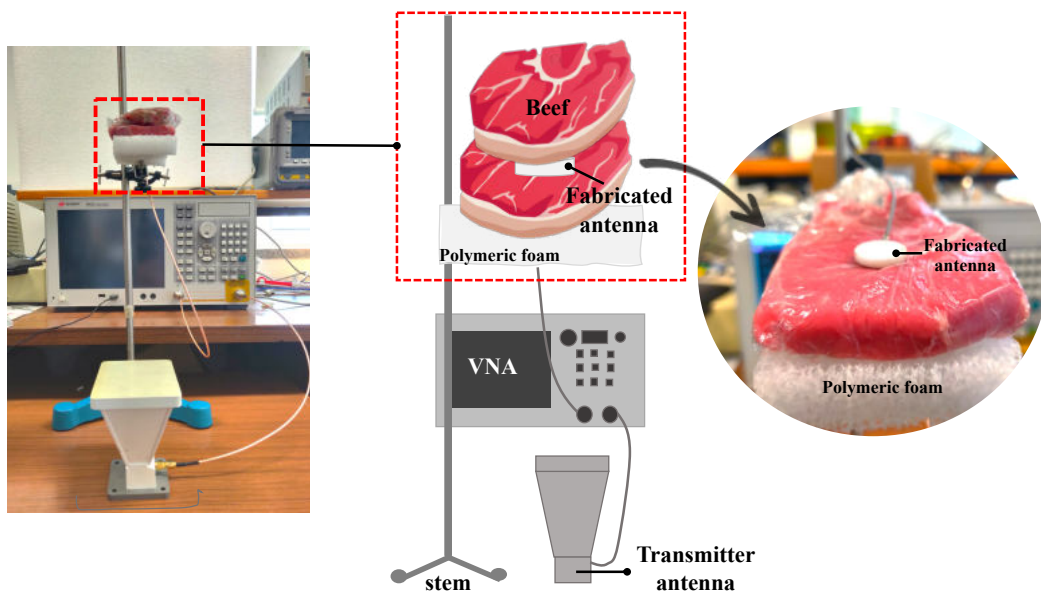 Beef
Fabricated
antenna
Polymeric foam
VNA
Transmitter
antenna
stem
Fabricated
antenna
Polymeric foam